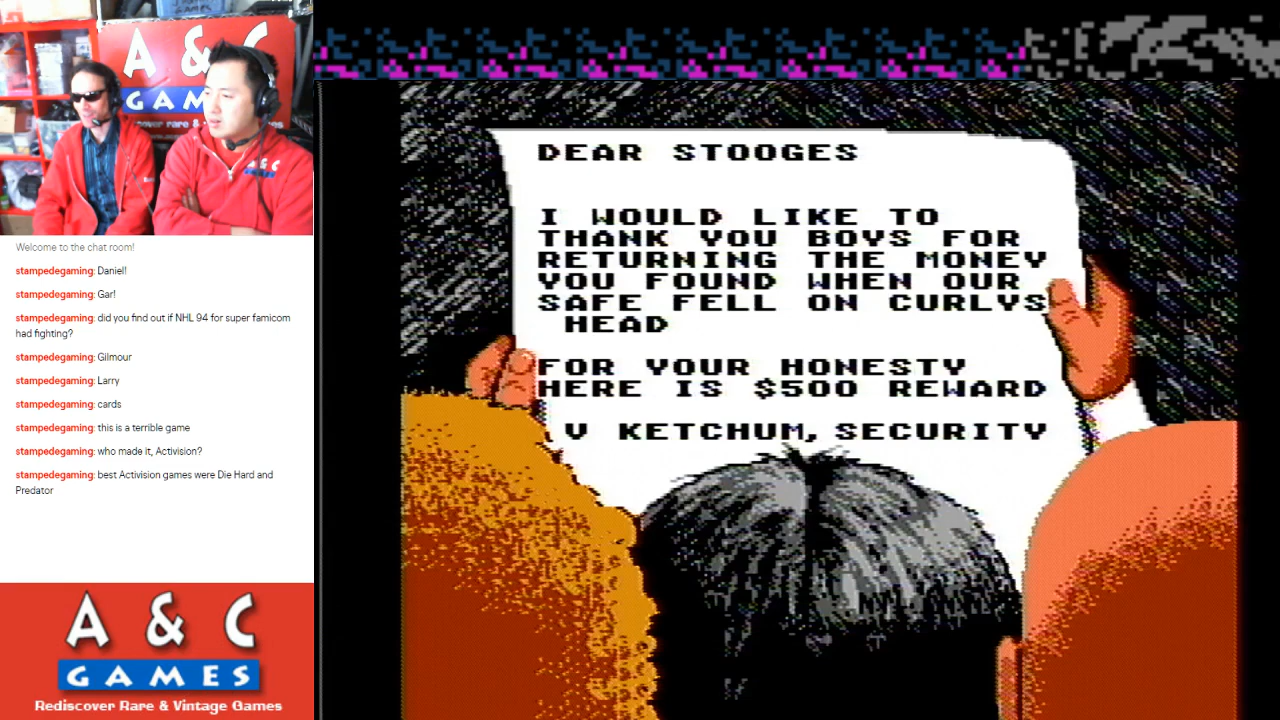 A & C
GAM
cover rare &
A & C
GAMES
Welcome to the chat room!
stampedegaming: Daniel!
stampedegaming: Gar!
stampedegaming: did you find out if NHL 94 for super famicom
had fighting?
stampedegaming: Gilmour
stampedegaming: Larry
stampedegaming: cards
stampedegaming: this is a terrible game
stampedegaming: who made it, Activision?
stampedegaming: best Activision games were Die Hard and
Predator
A & C
GAMES
Rediscover Rare & Vintage Games
DEAR STOOGES
I WOULD LIKE TO
THANK YOU BOYS FOR
RETURNING THE MONEY
YOU FOUND WHEN OUR
SAFE FELL ON CURLYS
HEAD
FOR YOUR HONESTY
HERE IS $500 REWARD
V KETCHUM, SECURITY